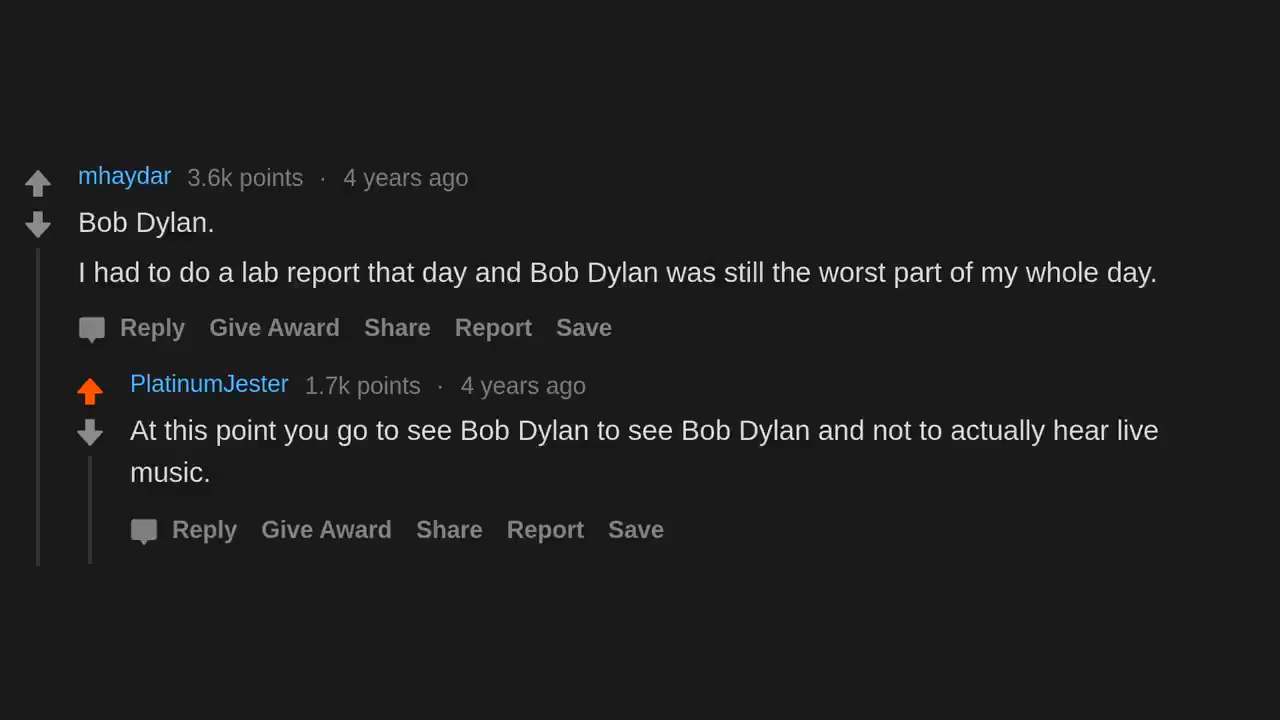 mhaydar 3.6k points · 4 years ago
Bob Dylan.
I had to do a lab report that day and Bob Dylan was still the worst part of my whole day.
Reply Give Award Share Report Save
PlatinumJester 1.7k points · 4 years ago
At this point you go to see Bob Dylan to see Bob Dylan and not to actually hear live
music.
Reply Give Award Share Report Save